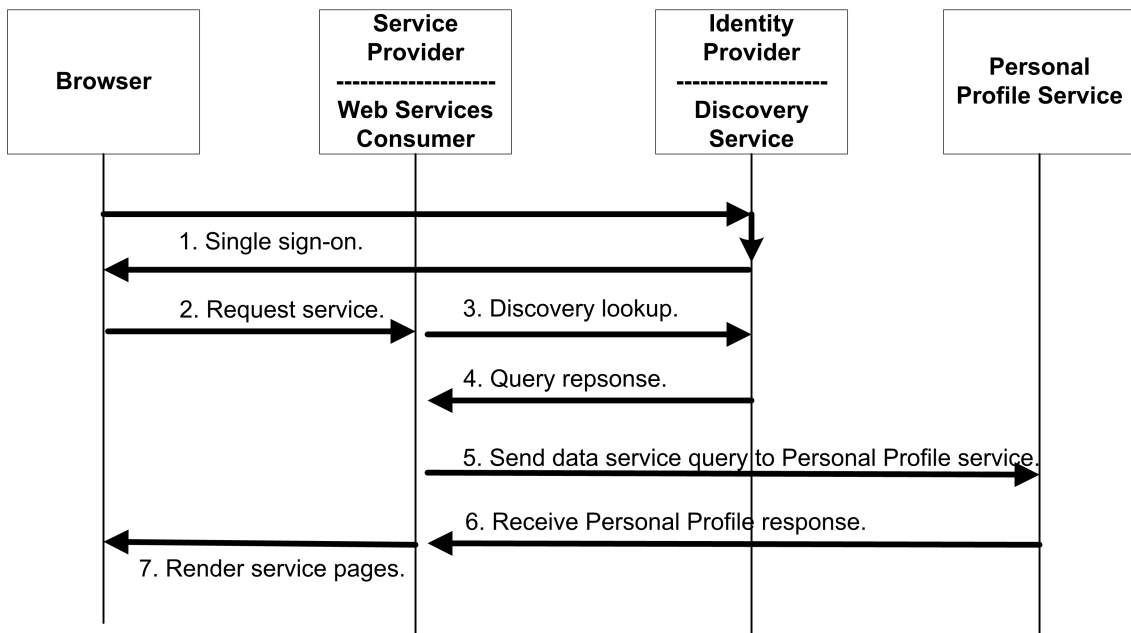 Browser
Service
Provider
--------------------
Web Services
Consumer
Identity
Provider
-------------------
Discovery
Service
Personal
Profile Service
1. Single sign-on.
2. Request service.
3. Discovery lookup.
4. Query repsonse.
5. Send data service query to Personal Profile service.
6. Receive Personal Profile response.
7. Render service pages.